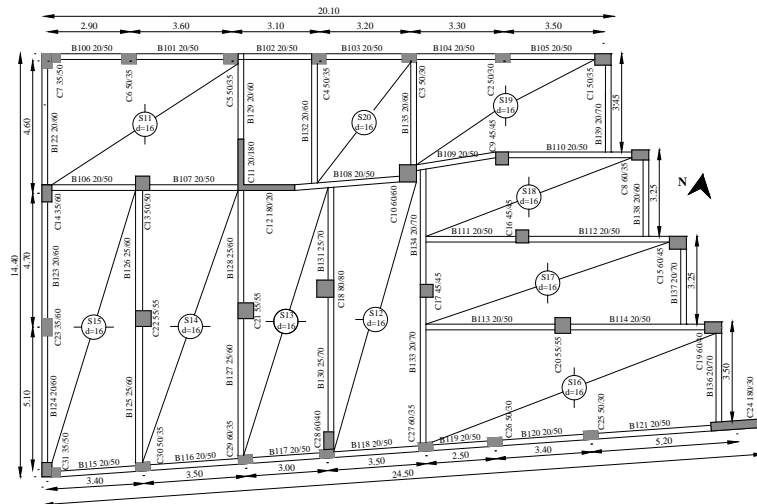 20.10
2.90 3.60 3.10 3.20 3.30 3.50
B100 20/50 B101 20/50 B102 20/50 B103 20/50 B104 20/50 B105 20/50
C7 35/50
C6 50/35
C5 50/35
C4 50/35
C3 50/30
C2 50/30
C1 50/35
B122 20/60
B129 20/60
B132 20/60
B135 20/60
B139 20/70
3.45
4.60
S11
d=16
S20
d=16
S19
d=16
C11 20/180
C9 45/45
B109 20/50
B110 20/50
B106 20/50 B107 20/50
B108 20/50
C8 60/35
N
C14 35/60
C13 50/50
C12 180/20
C10 60/60
S18
d=16
B138 20/60
3.25
C16 45/45
B111 20/50 B112 20/50
14.40
4.70
B123 20/60
B126 25/60
B128 25/60
B131 25/70
B134 20/70
C15 60/45
S17
d=16
B137 20/70
3.25
C23 35/60
C22 55/55
C21 55/55
C18 80/80
C17 45/45
S15
d=16
S14
d=16
S13
d=16
S12
d=16
B113 20/50 B114 20/50
C20 55/55
C19 60/40
5.10
B124 20/60
B125 25/60
B127 25/60
B130 25/70
B133 20/70
S16
d=16
B136 20/70
3.50
C24 180/30
C31 35/50
C30 50/35
C29 60/35
C28 60/40
C27 60/35
C26 50/30
C25 50/30
B115 20/50 B116 20/50 B117 20/50 B118 20/50 B119 20/50 B120 20/50 B121 20/50
3.40 3.50 3.00 3.50 2.50 3.40 5.20
24.50